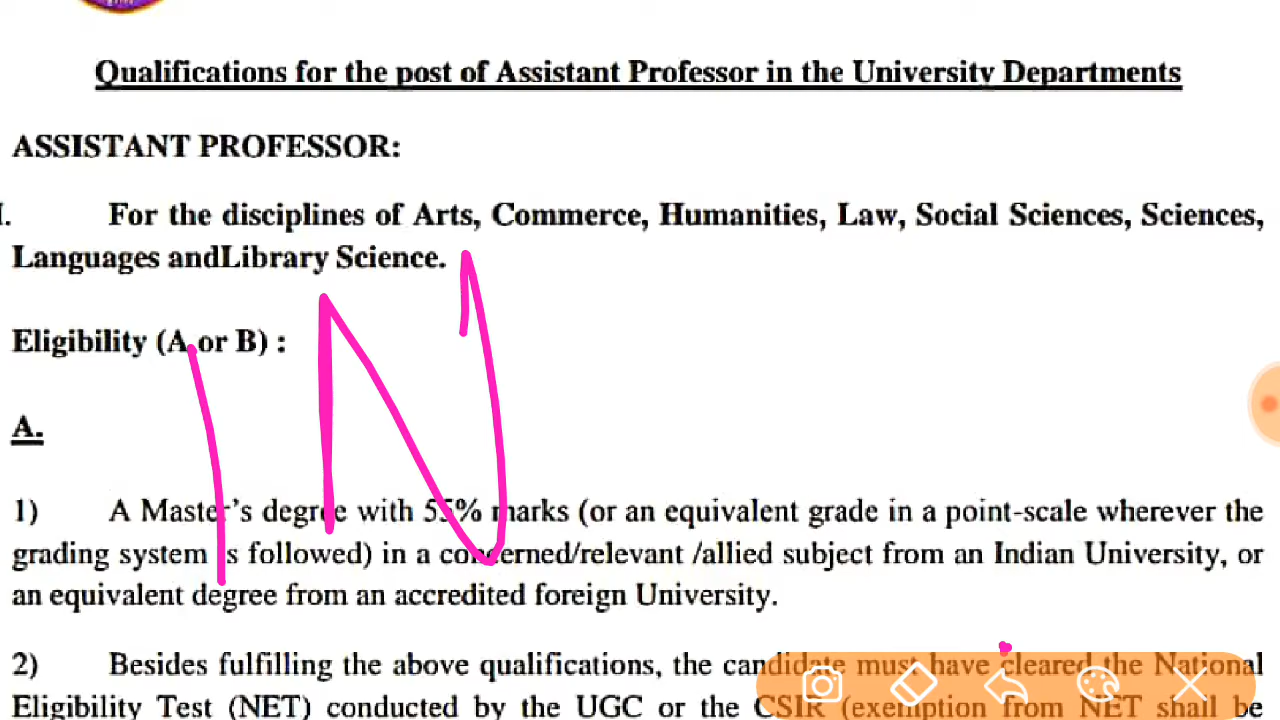 Qualifications for the post of Assistant Professor in the University Departments
ASSISTANT PROFESSOR:
I. For the disciplines of Arts, Commerce, Humanities, Law, Social Sciences, Sciences,
Languages andLibrary Science.
Eligibility (A or B) :
A.
1) A Master's degree with 55% marks (or an equivalent grade in a point-scale wherever the
grading system is followed) in a concerned/relevant /allied subject from an Indian University, or
an equivalent degree from an accredited foreign University.
2) Besides fulfilling the above qualifications, the candidate must have cleared the National
Eligibility Test (NET) conducted by the UGC or the CSIR (exemption from NET shall be
IN